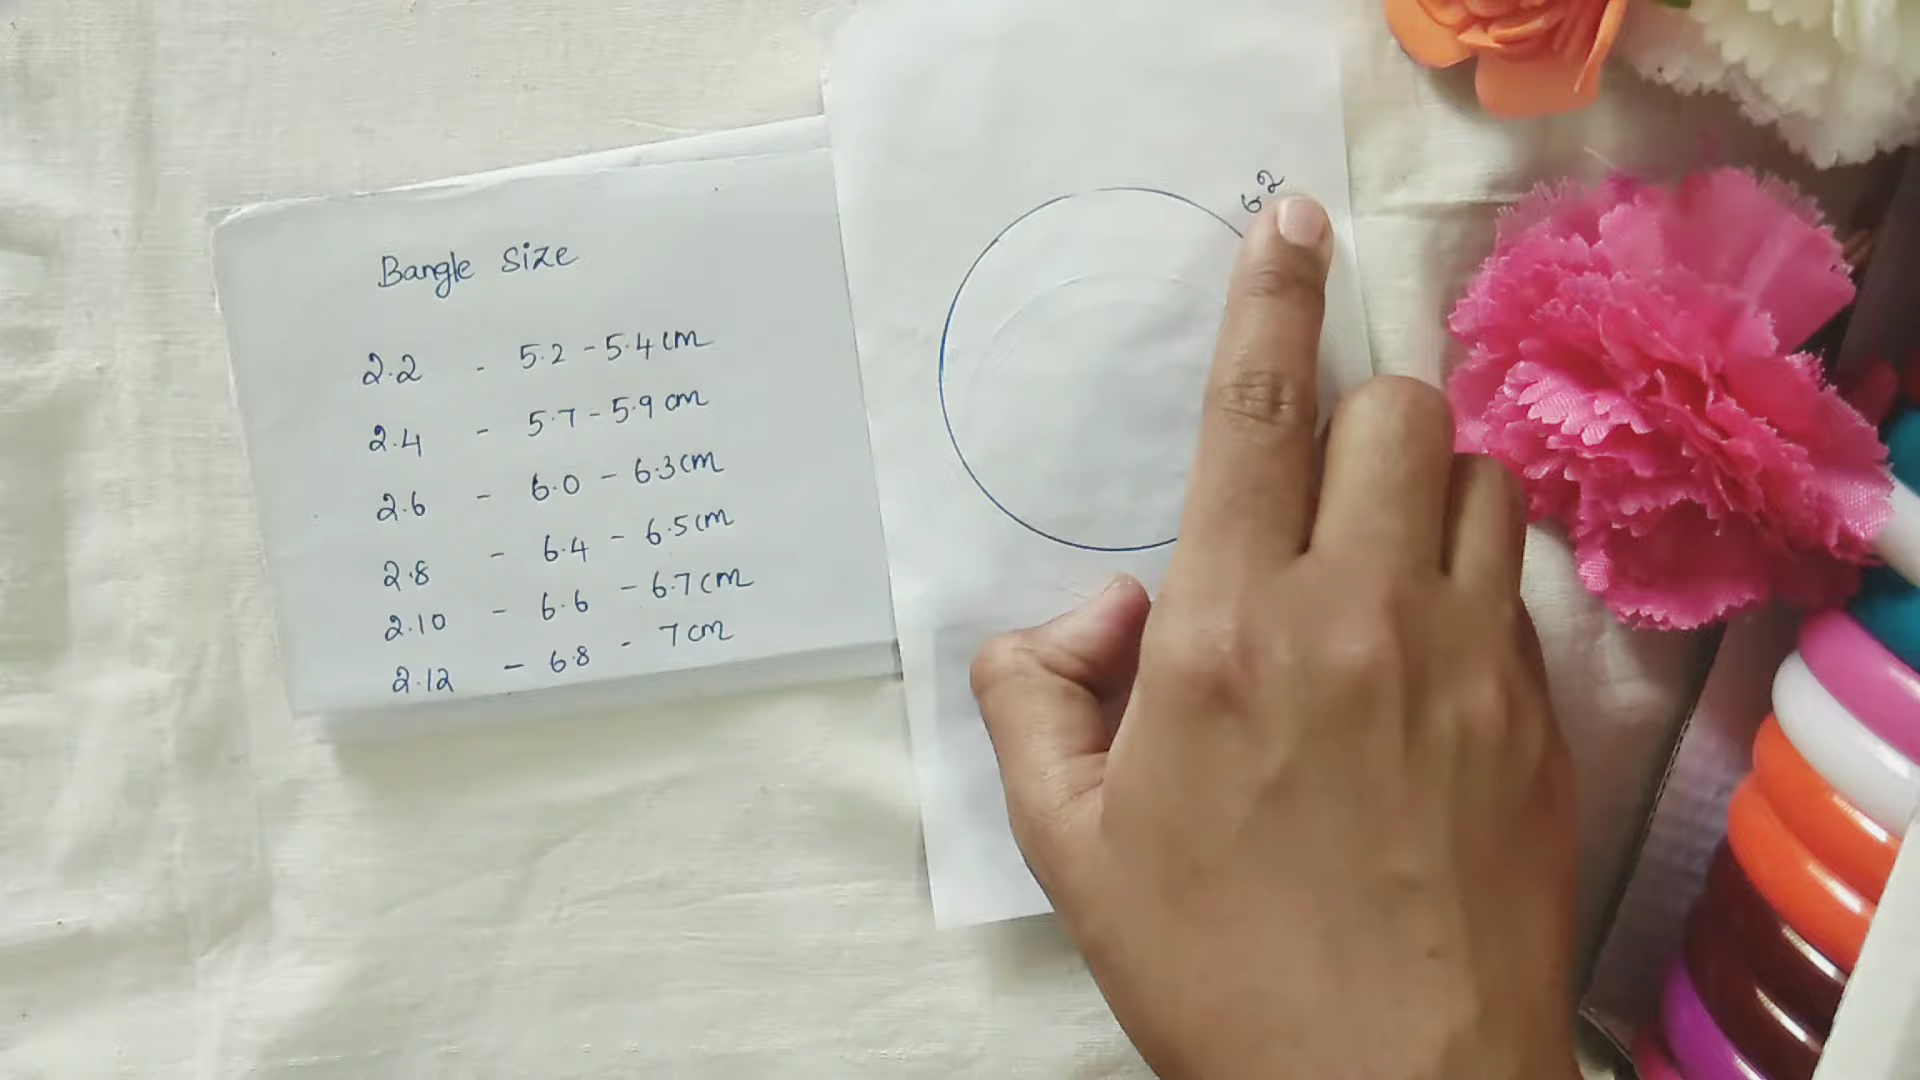 Bangle Size
2.2 - 5.2 - 5.4 cm
2.4 - 5.7 - 5.9 cm
2.6 - 6.0 - 6.3 cm
2.8 - 6.4 - 6.5 cm
2.10 - 6.6 - 6.7 cm
2.12 - 6.8 - 7 cm
6.2